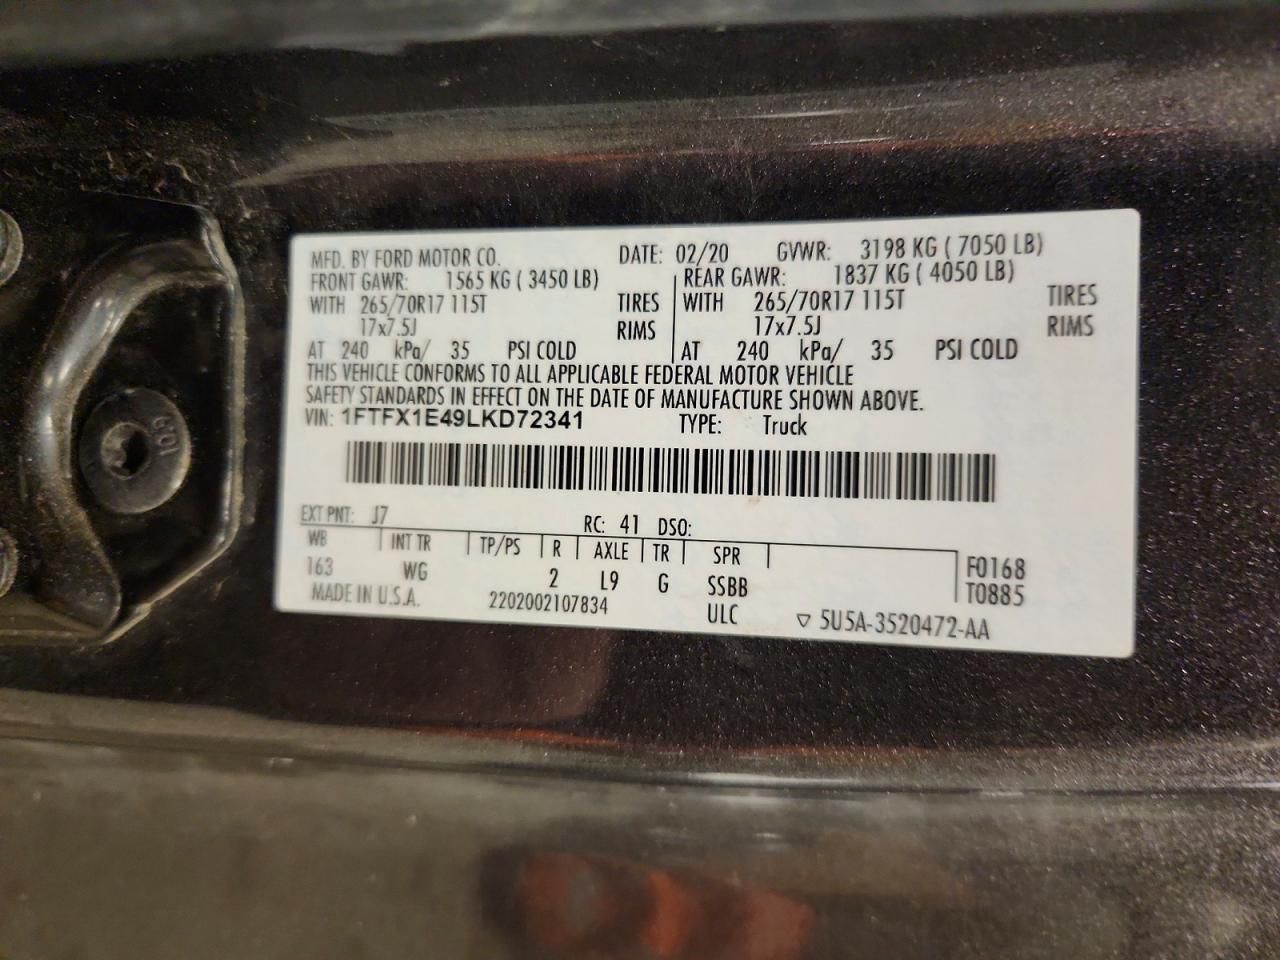 MFD. BY FORD MOTOR CO. DATE: 02/20 GVWR: 3198 KG ( 7050 LB)
FRONT GAWR: 1565 KG ( 3450 LB) REAR GAWR: 1837 KG ( 4050 LB)
WITH 265/70R17 115T TIRES WITH 265/70R17 115T TIRES
17x7.5J RIMS 17x7.5J RIMS
AT 240 kPa/ 35 PSI COLD AT 240 kPa/ 35 PSI COLD
THIS VEHICLE CONFORMS TO ALL APPLICABLE FEDERAL MOTOR VEHICLE
SAFETY STANDARDS IN EFFECT ON THE DATE OF MANUFACTURE SHOWN ABOVE.
VIN: 1FTFX1E49LKD72341 TYPE: Truck
EXT PNT: J7 RC: 41 DSO:
WB INT TR TP/PS R AXLE TR SPR F0168
163 WG 2 L9 G SSBB T0885
MADE IN U.S.A. 2202002107834 ULC ▽ 5U5A-3520472-AA